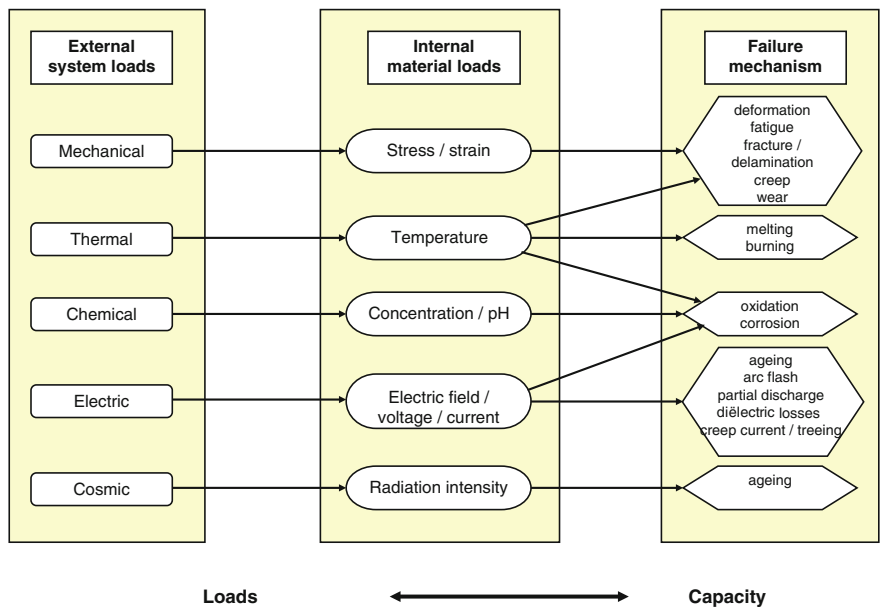 External
system loads
Internal
material loads
Failure
mechanism
Mechanical
Stress / strain
deformation
fatigue
fracture /
delamination
creep
wear
Thermal
Temperature
melting
burning
Chemical
Concentration / pH
oxidation
corrosion
Electric
Electric field /
voltage / current
ageing
arc flash
partial discharge
diëlectric losses
creep current / treeing
Cosmic
Radiation intensity
ageing
Loads
Capacity